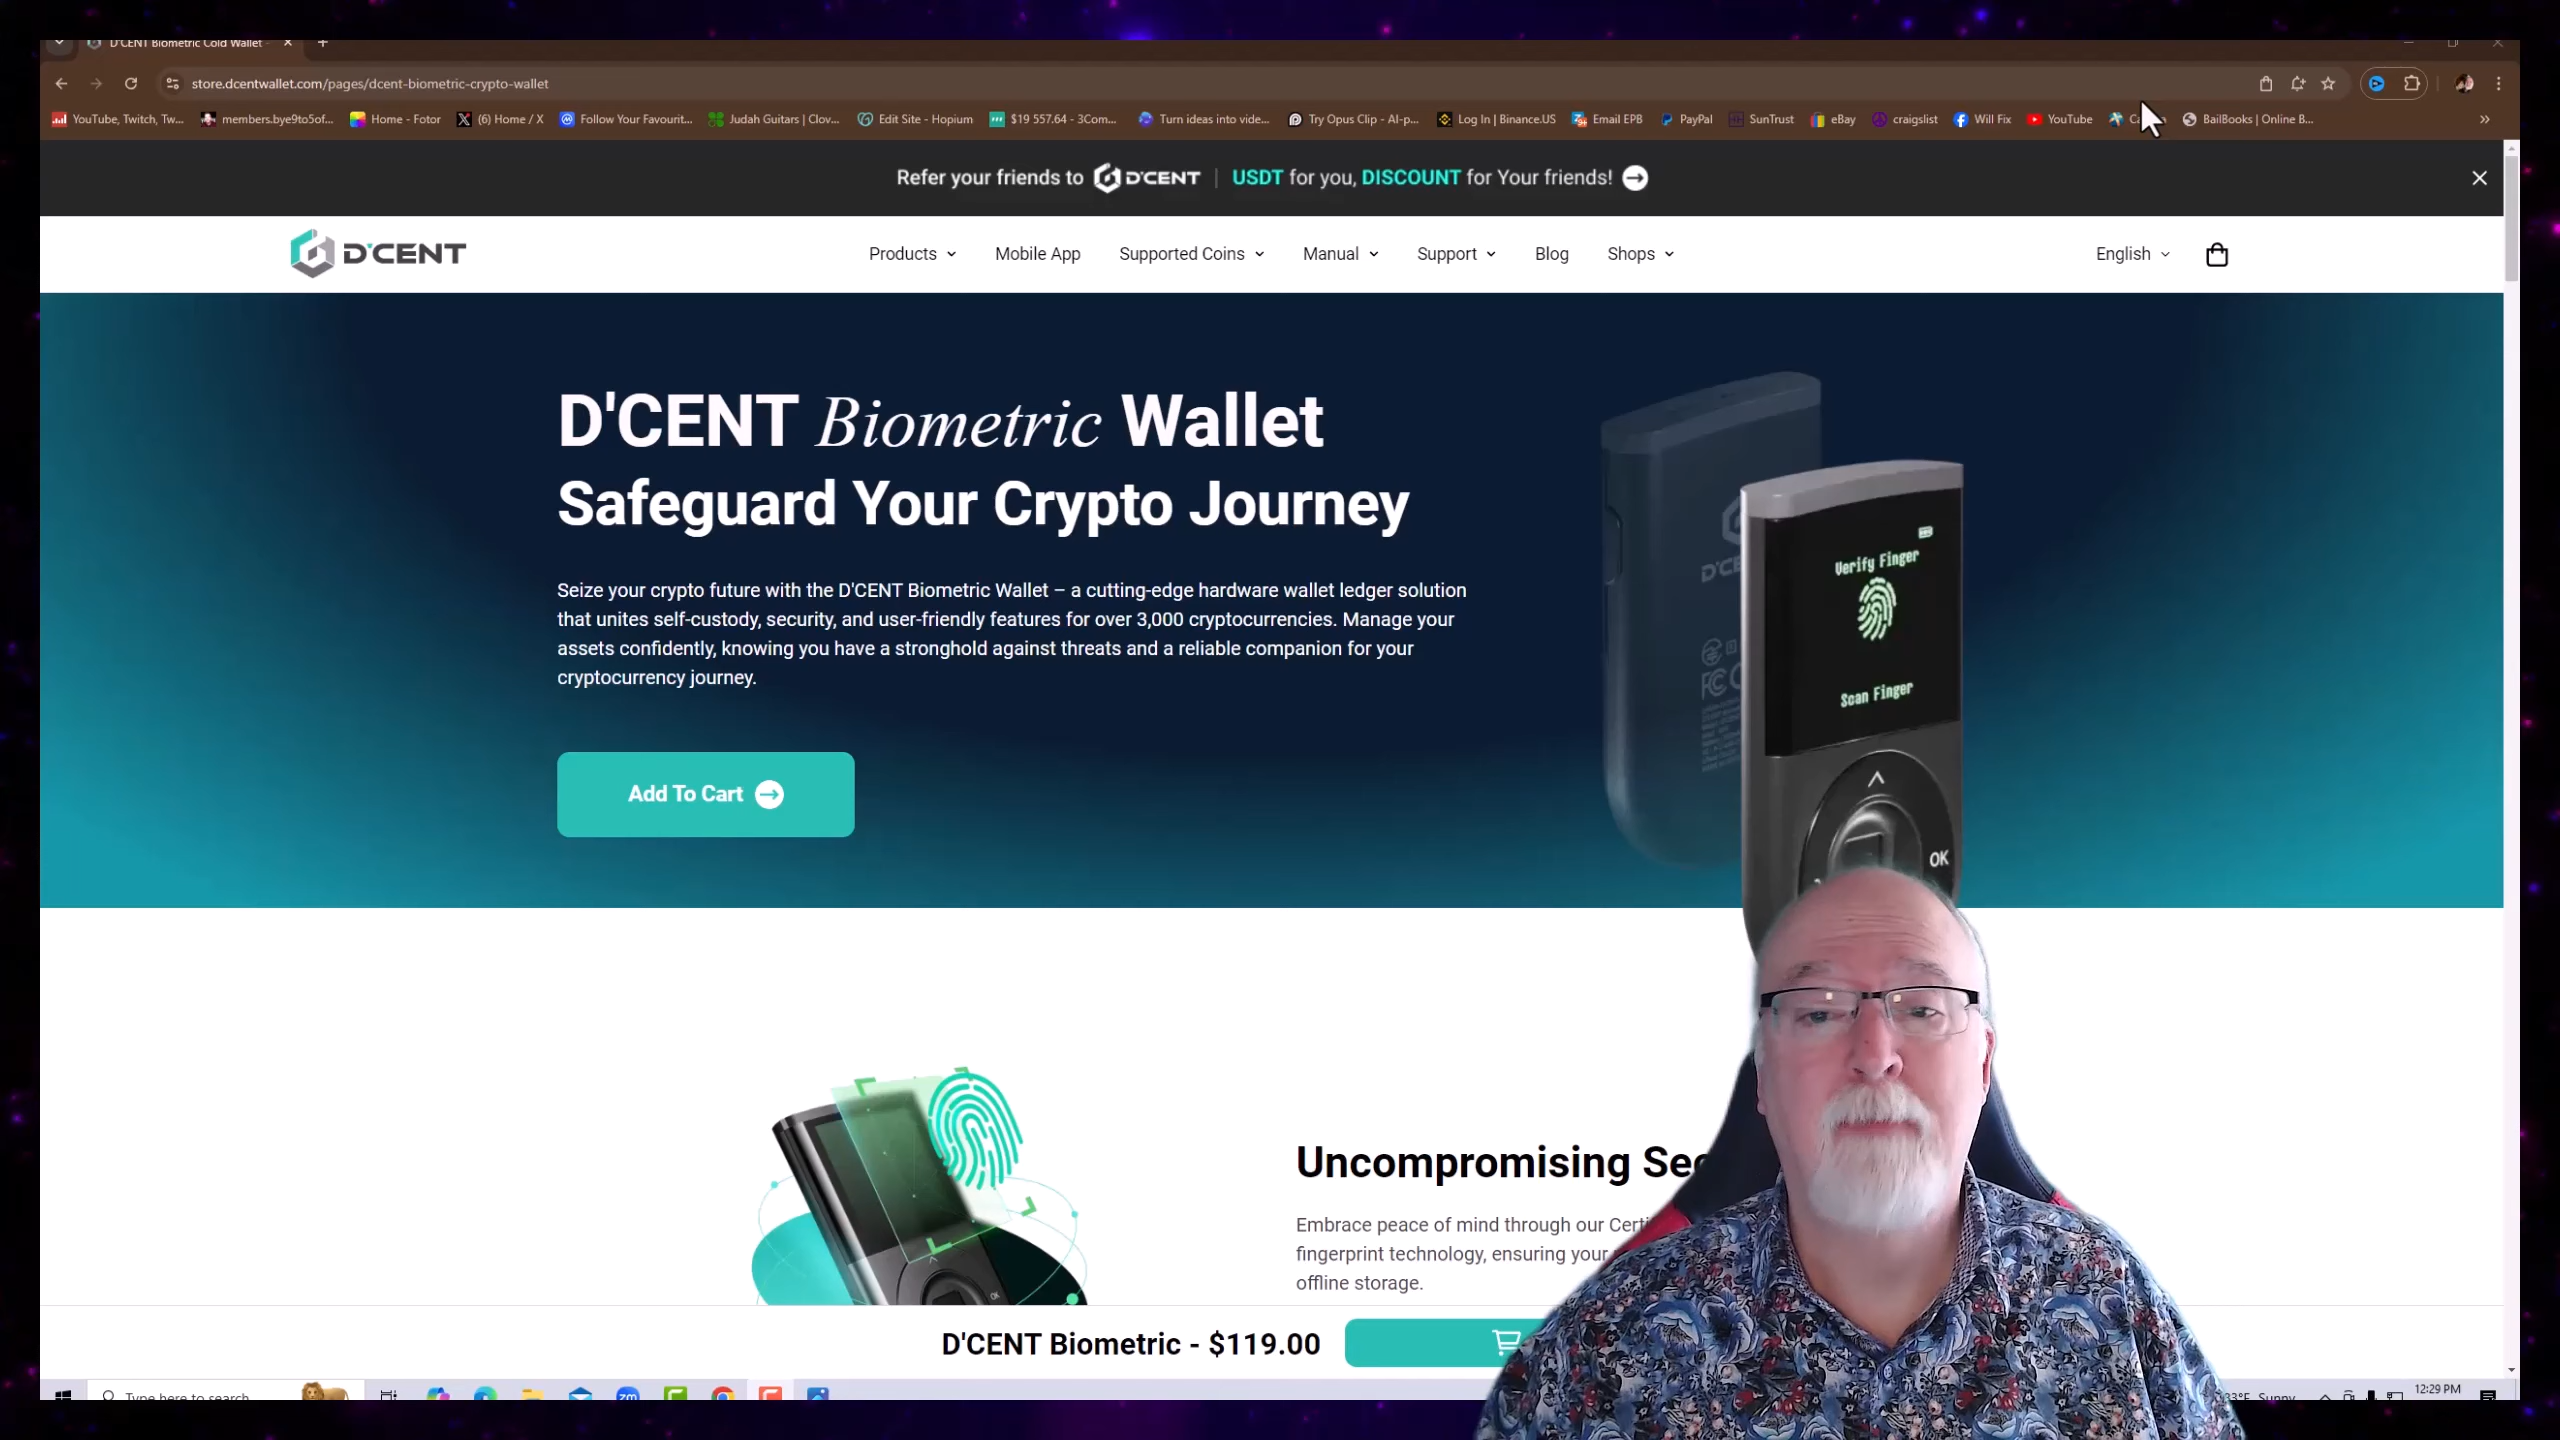 D'CENT Biometric Cold Wallet -
store.dcentwallet.com/pages/dcent-biometric-crypto-wallet
YouTube, Twitch, Tw... members.bye9to5of... Home - Fotor (6) Home / X Follow Your Favourit... Judah Guitars | Clov... Edit Site - Hopium $19 557.64 - 3Com... Turn ideas into vide... Try Opus Clip - AI-p... Log In | Binance.US Email EPB PayPal SunTrust eBay craigslist Will Fix YouTube BailBooks | Online B...
Refer your friends to D'CENT | USDT for you, DISCOUNT for Your friends!
D'CENT Products Mobile App Supported Coins Manual Support Blog Shops English
D'CENT Biometric Wallet
Safeguard Your Crypto Journey
Seize your crypto future with the D'CENT Biometric Wallet – a cutting-edge hardware wallet ledger solution
that unites self-custody, security, and user-friendly features for over 3,000 cryptocurrencies. Manage your
assets confidently, knowing you have a stronghold against threats and a reliable companion for your
cryptocurrency journey.
Add To Cart
Verify Finger
Scan Finger
D'CE
FC
OK
Uncompromising Sec
Embrace peace of mind through our Certi
fingerprint technology, ensuring your
offline storage.
OK
D'CENT Biometric - $119.00
Type here to search
zm
33°F Sunny
12:29 PM